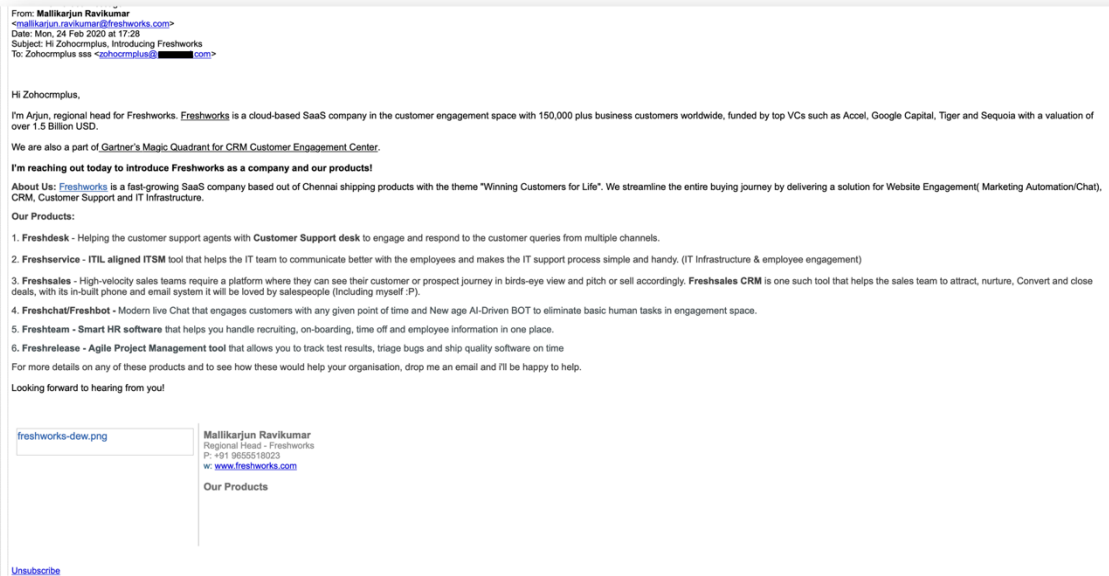 From: Mallikarjun Ravikumar
<mallikarjun.ravikumar@freshworks.com>
Date: Mon, 24 Feb 2020 at 17:28
Subject: Hi Zohocrmplus, Introducing Freshworks
To: Zohocrmplus sss <zohocrmplus@ .com>
Hi Zohocrmplus,
I'm Arjun, regional head for Freshworks. Freshworks is a cloud-based SaaS company in the customer engagement space with 150,000 plus business customers worldwide, funded by top VCs such as Accel, Google Capital, Tiger and Sequoia with a valuation of
over 1.5 Billion USD.
We are also a part of Gartner's Magic Quadrant for CRM Customer Engagement Center.
I'm reaching out today to introduce Freshworks as a company and our products!
About Us: Freshworks is a fast-growing SaaS company based out of Chennai shipping products with the theme "Winning Customers for Life". We streamline the entire buying journey by delivering a solution for Website Engagement( Marketing Automation/Chat),
CRM, Customer Support and IT Infrastructure.
Our Products:
1. Freshdesk - Helping the customer support agents with Customer Support desk to engage and respond to the customer queries from multiple channels.
2. Freshservice - ITIL aligned ITSM tool that helps the IT team to communicate better with the employees and makes the IT support process simple and handy. (IT Infrastructure & employee engagement)
3. Freshsales - High-velocity sales teams require a platform where they can see their customer or prospect journey in birds-eye view and pitch or sell accordingly. Freshsales CRM is one such tool that helps the sales team to attract, nurture, Convert and close
deals, with its in-built phone and email system it will be loved by salespeople (Including myself :P).
4. Freshchat/Freshbot - Modern live Chat that engages customers with any given point of time and New age AI-Driven BOT to eliminate basic human tasks in engagement space.
5. Freshteam - Smart HR software that helps you handle recruiting, on-boarding, time off and employee information in one place.
6. Freshrelease - Agile Project Management tool that allows you to track test results, triage bugs and ship quality software on time
For more details on any of these products and to see how these would help your organisation, drop me an email and i'll be happy to help.
Looking forward to hearing from you!
freshworks-dew.png
Mallikarjun Ravikumar
Regional Head - Freshworks
P: +91 9655518023
w: www.freshworks.com
Our Products
Unsubscribe